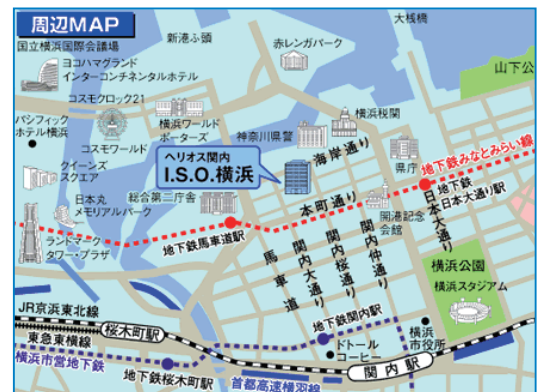 周辺MAP
国立横浜国際会議場
新港ふ頭
大桟橋
ヨコハマグランド
インターコンチネンタルホテル
赤レンガパーク
山下公
コスモクロック21
パシフィック
ホテル横浜
横浜ワールド
ポーターズ
横浜税関
コスモワールド
神奈川県警
海岸通り
クイーンズ
スクエア
ヘリオス関内
I.S.O.横浜
県庁
地下鉄みなとみらい線
日本丸
メモリアルパーク
総合第二庁舎
本町通り
地下鉄
日本大通り駅
開港記念
会館
日本大通り
ランドマーク
タワー・プラザ
地下鉄馬車道駅
馬車道
関内大通り
関内桜通り
関内仲通り
横浜公園
横浜スタジアム
JR京浜東北線
桜木町駅
地下鉄関内駅
横浜
市役所
東急東横線
ドトール
コーヒー
横浜市営地下鉄
関内駅
地下鉄桜木町駅
首都高速横羽線